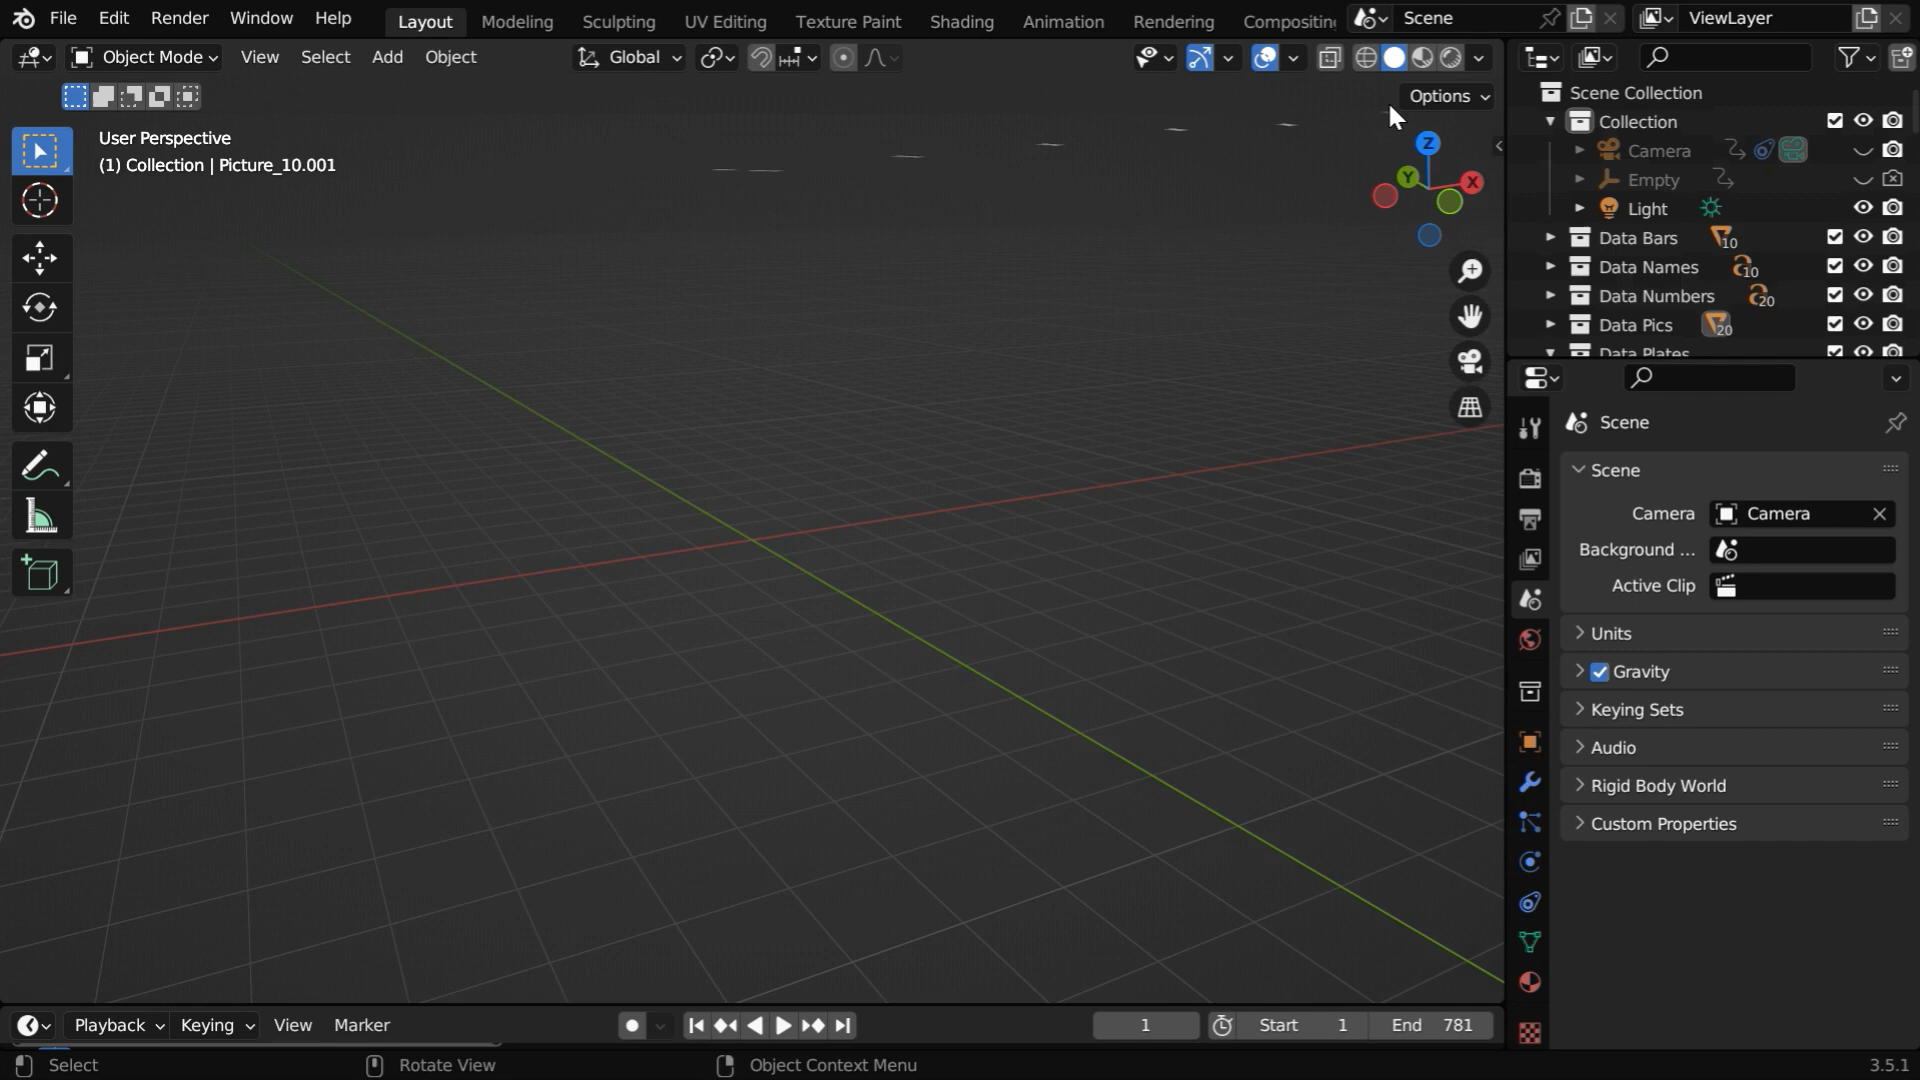 File Edit Render Window Help Layout Modeling Sculpting UV Editing Texture Paint Shading Animation Rendering Compositing Scene ViewLayer
Object Mode View Select Add Object Global
Options
User Perspective
(1) Collection | Picture_10.001
Z
Y
X
Scene Collection
Collection
Camera
Empty
Light
Data Bars 10
Data Names 10
Data Numbers 20
Data Pics 20
Data Plates
Scene
Scene
Camera Camera
Background ...
Active Clip
Units
Gravity
Keying Sets
Audio
Rigid Body World
Custom Properties
Playback Keying View Marker 1 Start 1 End 781
Select Rotate View Object Context Menu 3.5.1